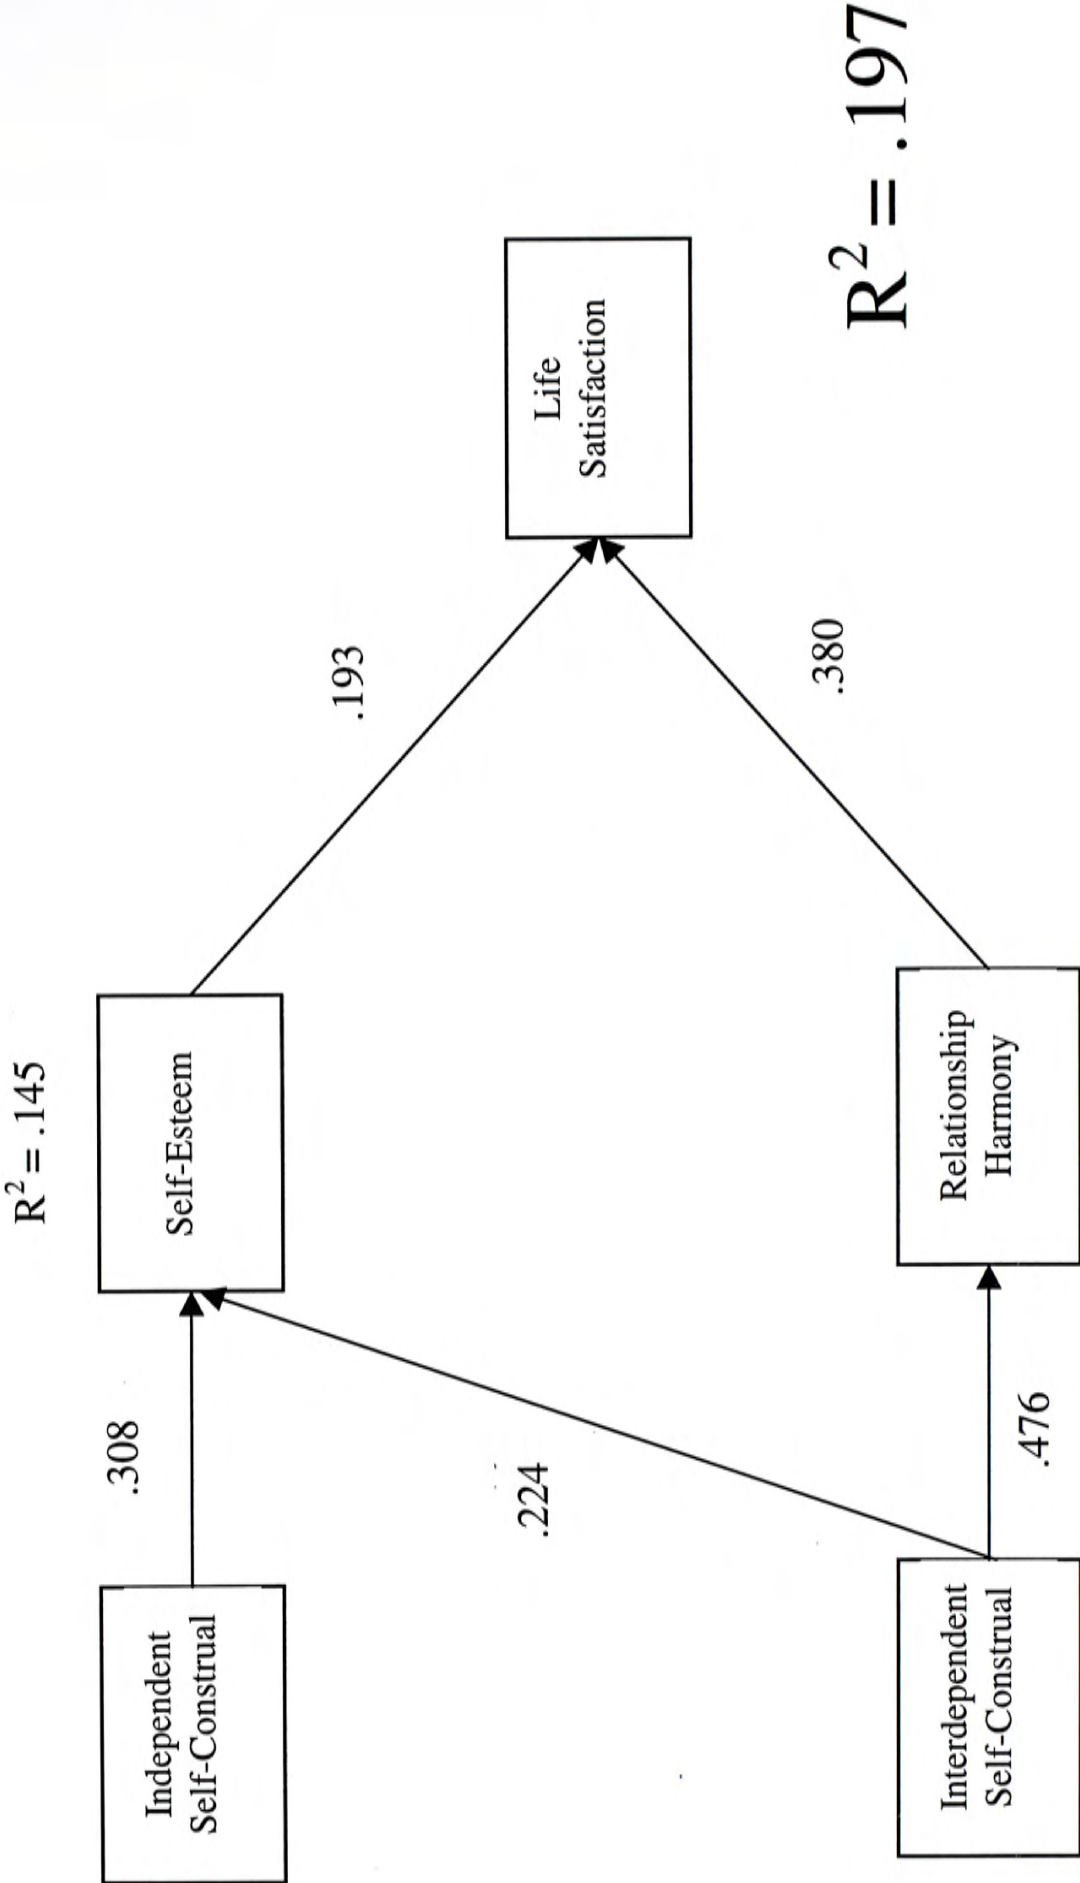 R² = .145
Independent
Self-Construal
.308
Self-Esteem
.193
.224
Life
Satisfaction
Interdependent
Self-Construal
.476
Relationship
Harmony
.380
R² = .197